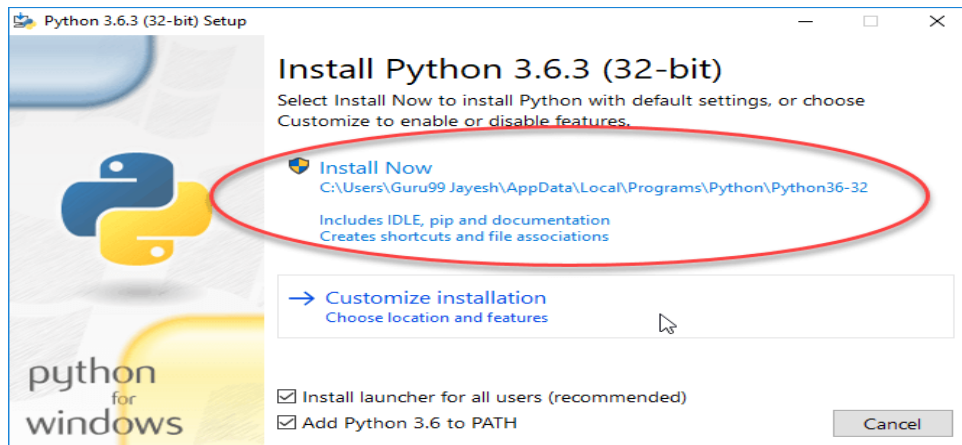 Python 3.6.3 (32-bit) Setup
Install Python 3.6.3 (32-bit)
Select Install Now to install Python with default settings, or choose
Customize to enable or disable features.
Install Now
C:\Users\Guru99 Jayesh\AppData\Local\Programs\Python\Python36-32
Includes IDLE, pip and documentation
Creates shortcuts and file associations
Customize installation
Choose location and features
python
for
windows
Install launcher for all users (recommended)
Add Python 3.6 to PATH
Cancel